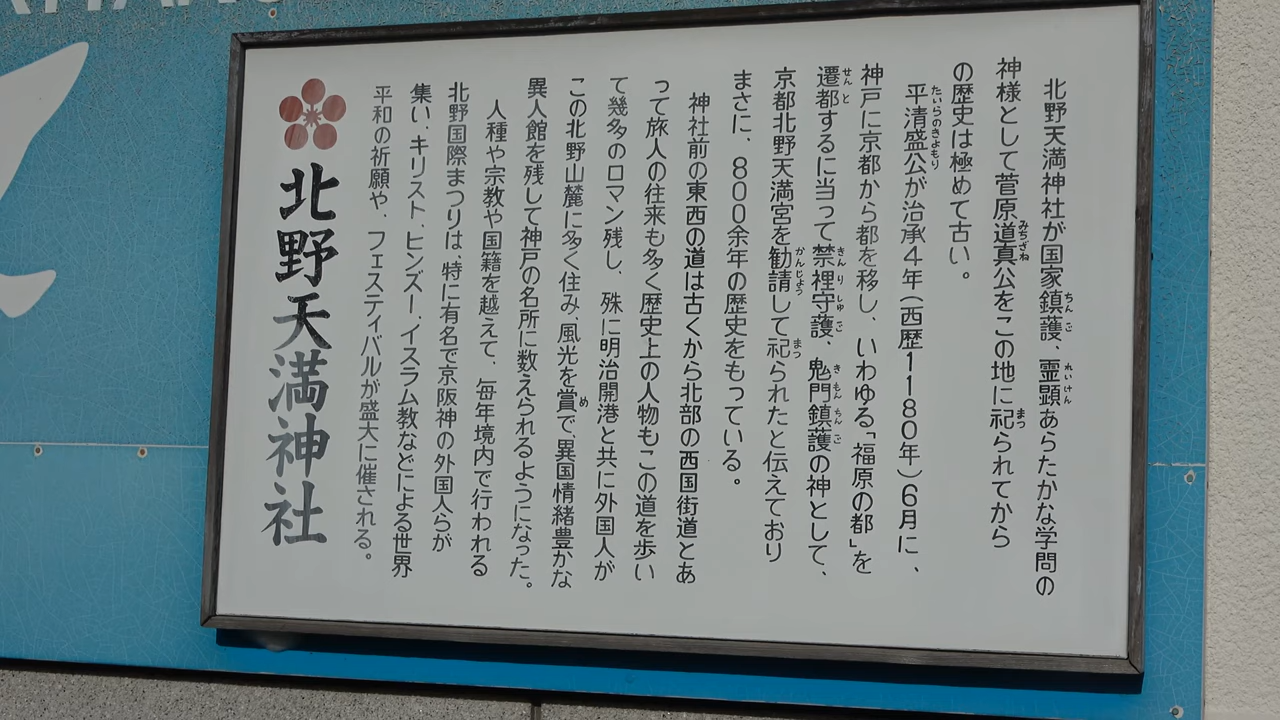 北野天満神社が国家鎮護、霊顕あらたかな学問の
神様として菅原道真公をこの地に祀られてから
の歴史は極めて古い。
平清盛公が治承4年(西歴1180年)6月に、
神戸に京都から都を移し、いわゆる「福原の都」を
遷都するに当って禁裡守護、鬼門鎮護の神として、
京都北野天満宮を勧請して祀られたと伝えており
まさに、800余年の歴史をもっている。
神社前の東西の道は古くから北部の西国街道とあ
って旅人の往来も多く歴史上の人物もこの道を歩い
て幾多のロマン残し、殊に明治開港と共に外国人が
この北野山麓に多く住み、風光を賞で、異国情緒豊かな
異人館を残して神戸の名所に数えられるようになった。
人種や宗教や国籍を越えて、毎年境内で行われる
北野国際まつりは、特に有名で京阪神の外国人らが
集い、キリスト、ヒンズー、イスラム教などによる世界
平和の祈願や、フェスティバルが盛大に催される。
北野天満神社